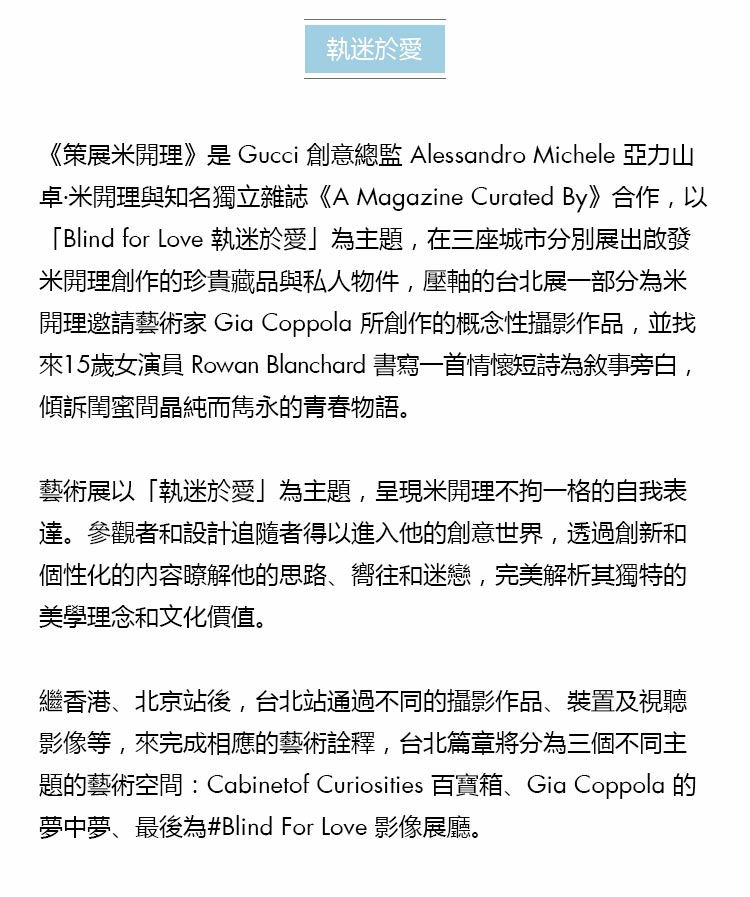 執迷於愛
《策展米開理》是 Gucci 創意總監 Alessandro Michele 亞力山
卓·米開理與知名獨立雜誌《A Magazine Curated By》合作，以
「Blind for Love 執迷於愛」為主題，在三座城市分別展出啟發
米開理創作的珍貴藏品與私人物件，壓軸的台北展一部分為米
開理邀請藝術家 Gia Coppola 所創作的概念性攝影作品，並找
來15歲女演員 Rowan Blanchard 書寫一首情懷短詩為敘事旁白，
傾訴閨蜜間晶純而雋永的青春物語。
藝術展以「執迷於愛」為主題，呈現米開理不拘一格的自我表
達。參觀者和設計追隨者得以進入他的創意世界，透過創新和
個性化的內容瞭解他的思路、嚮往和迷戀，完美解析其獨特的
美學理念和文化價值。
繼香港、北京站後，台北站通過不同的攝影作品、裝置及視聽
影像等，來完成相應的藝術詮釋，台北篇章將分為三個不同主
題的藝術空間：Cabinetof Curiosities 百寶箱、Gia Coppola 的
夢中夢、最後為#Blind For Love 影像展廳。